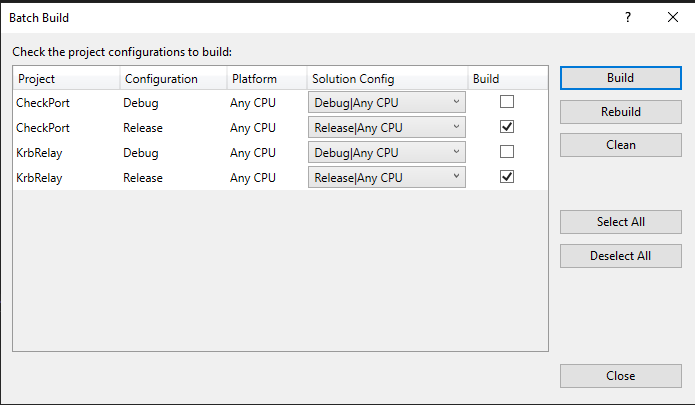 Batch Build
?
Check the project configurations to build:
Project Configuration Platform Solution Config Build
CheckPort Debug Any CPU Debug|Any CPU
CheckPort Release Any CPU Release|Any CPU
KrbRelay Debug Any CPU Debug|Any CPU
KrbRelay Release Any CPU Release|Any CPU
Build
Rebuild
Clean
Select All
Deselect All
Close